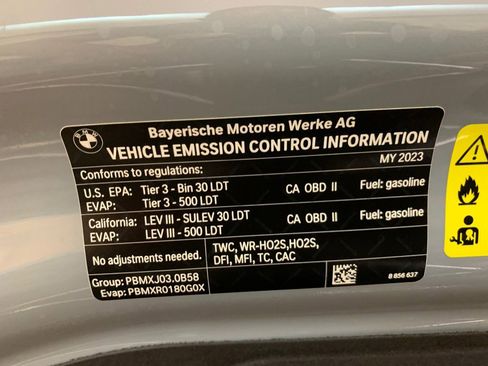 BMW
Bayerische Motoren Werke AG
VEHICLE EMISSION CONTROL INFORMATION
MY 2023
Conforms to regulations:
U.S. EPA: Tier 3 - Bin 30 LDT CA OBD II Fuel: gasoline
EVAP: Tier 3 - 500 LDT
California: LEV III - SULEV 30 LDT CA OBD II Fuel: gasoline
EVAP: LEV III - 500 LDT
No adjustments needed. TWC, WR-HO2S,HO2S,
DFI, MFI, TC, CAC
Group: PBMXJ03.0B58
Evap: PBMXR0180G0X
8 856 637